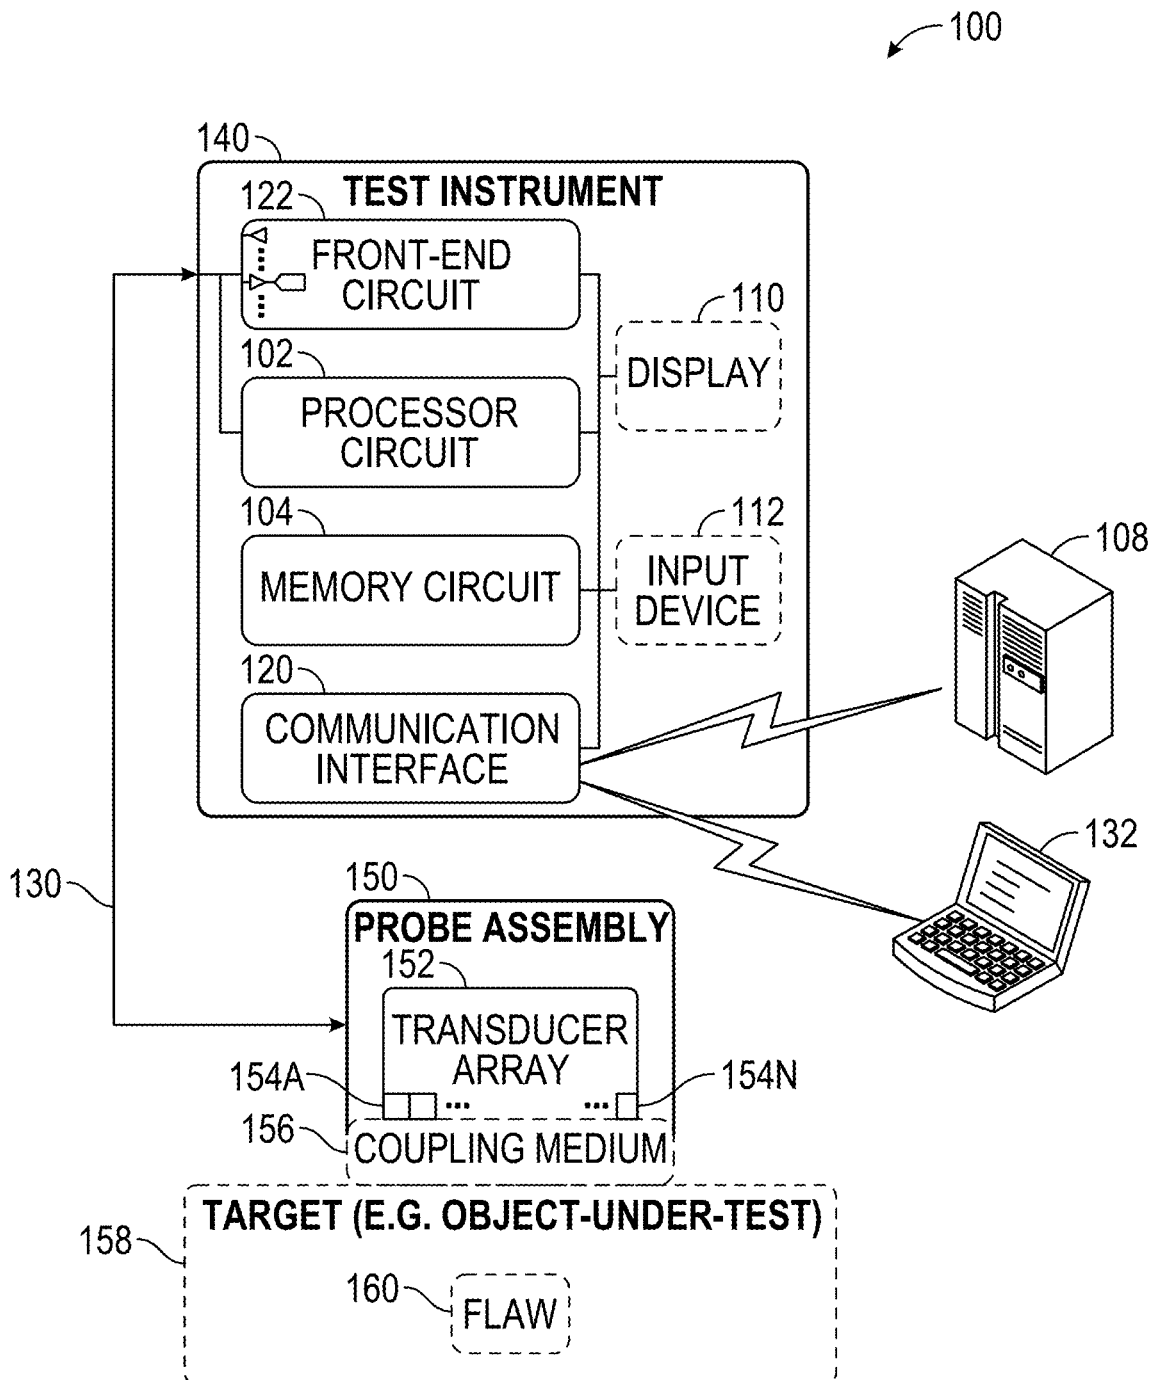 100
140
TEST INSTRUMENT
122
FRONT-END
CIRCUIT
110
DISPLAY
102
PROCESSOR
CIRCUIT
104
MEMORY CIRCUIT
112
INPUT
DEVICE
108
120
COMMUNICATION
INTERFACE
132
130
150
PROBE ASSEMBLY
152
TRANSDUCER
ARRAY
154A
...
...
154N
156
COUPLING MEDIUM
TARGET (E.G. OBJECT-UNDER-TEST)
158
160
FLAW